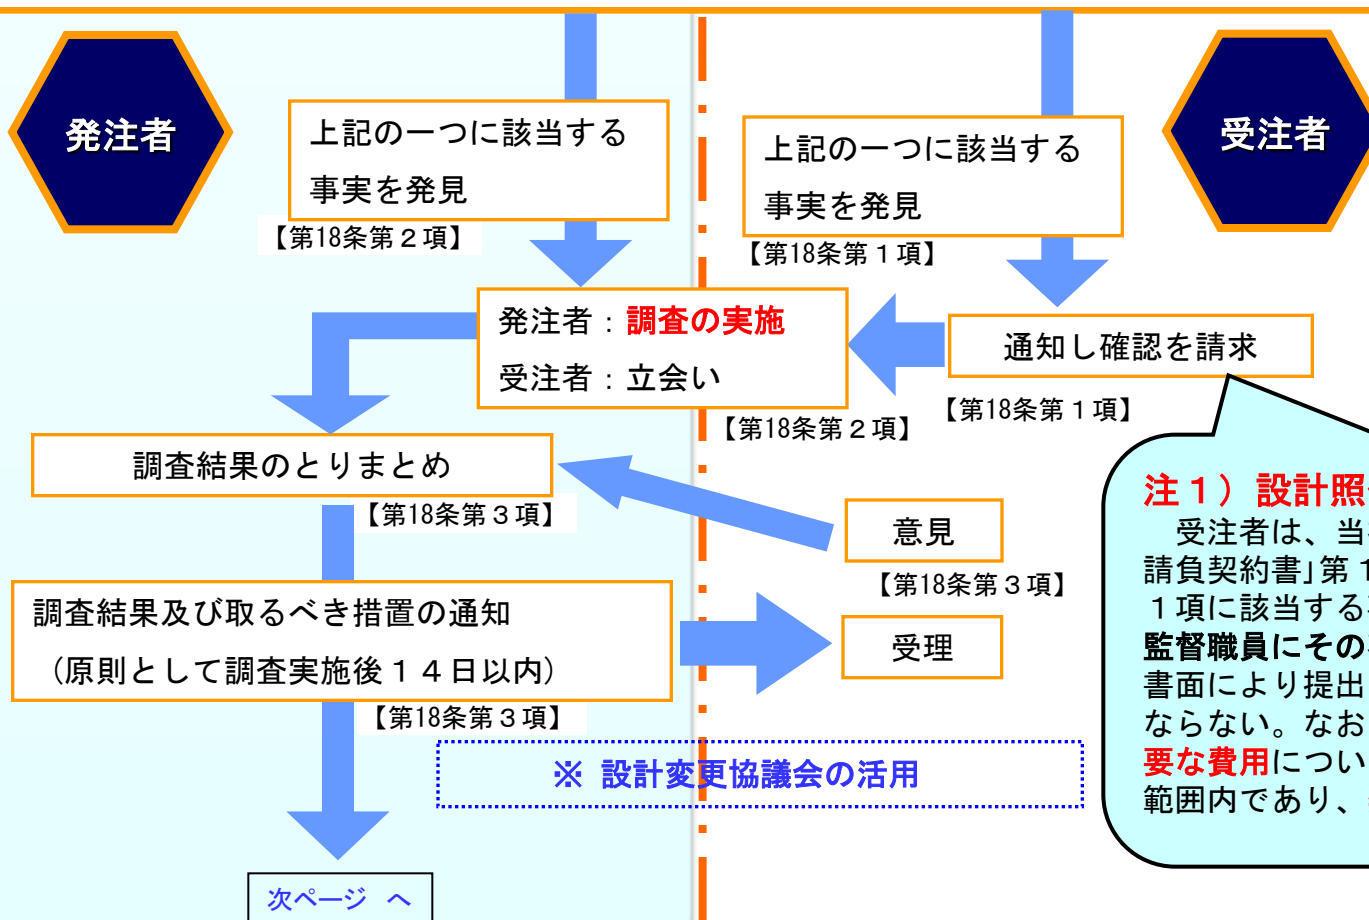 発注者
受注者
上記の一つに該当する
事実を発見
【第18条第２項】
上記の一つに該当する
事実を発見
【第18条第１項】
発注者：調査の実施
受注者：立会い
【第18条第２項】
通知し確認を請求
【第18条第１項】
調査結果のとりまとめ
【第18条第３項】
意見
【第18条第３項】
調査結果及び取るべき措置の通知
（原則として調査実施後１４日以内）
【第18条第３項】
受理
※ 設計変更協議会の活用
次ページ へ
注１）設計照
受注者は、当
請負契約書」第１
１項に該当する
監督職員にその
書面により提出
ならない。なお
要な費用につい
範囲内であり、